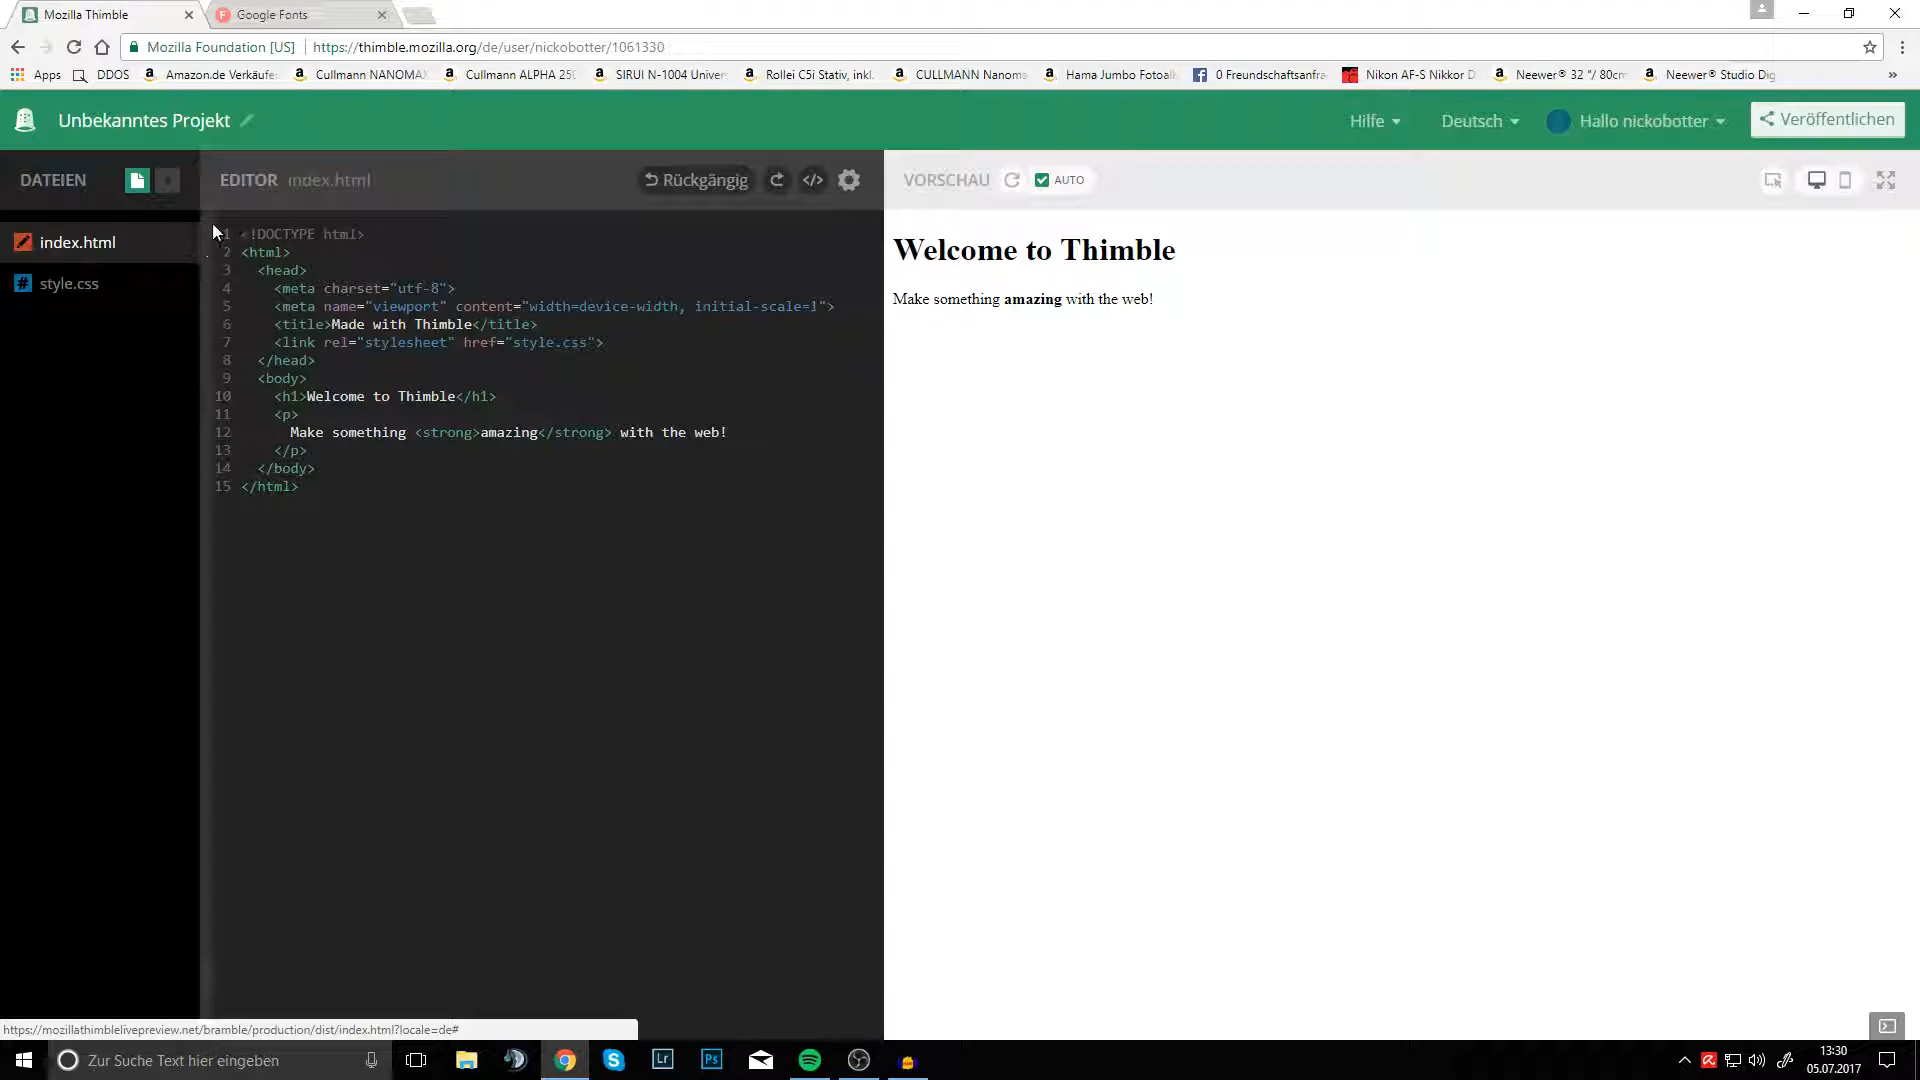 Mozilla Thimble
Google Fonts
Mozilla Foundation [US] https://thimble.mozilla.org/de/user/nickobotter/1061330
Apps DDOS Amazon.de Verkäufe Cullmann NANOMAX Cullmann ALPHA 250 SIRUI N-1004 Univer Rollei C5i Stativ, inkl. CULLMANN Nanoma Hama Jumbo Fotoal 0 Freundschaftsanfra Nikon AF-S Nikkor D Neewer® 32 "/ 80cm Neewer® Studio Dig
Unbekanntes Projekt
Hilfe Deutsch Hallo nickobotter Veröffentlichen
DATEIEN
EDITOR index.html Rückgängig
VORSCHAU AUTO
index.html
style.css
1 <!DOCTYPE html>
2 <html>
3 <head>
4 <meta charset="utf-8">
5 <meta name="viewport" content="width=device-width, initial-scale=1">
6 <title>Made with Thimble</title>
7 <link rel="stylesheet" href="style.css">
8 </head>
9 <body>
10 <h1>Welcome to Thimble</h1>
11 <p>
12 Make something <strong>amazing</strong> with the web!
13 </p>
14 </body>
15 </html>
Welcome to Thimble
Make something amazing with the web!
https://mozillathimblelivepreview.net/bramble/production/dist/index.html?locale=de#
Zur Suche Text hier eingeben
Lr
Ps
13:30
05.07.2017